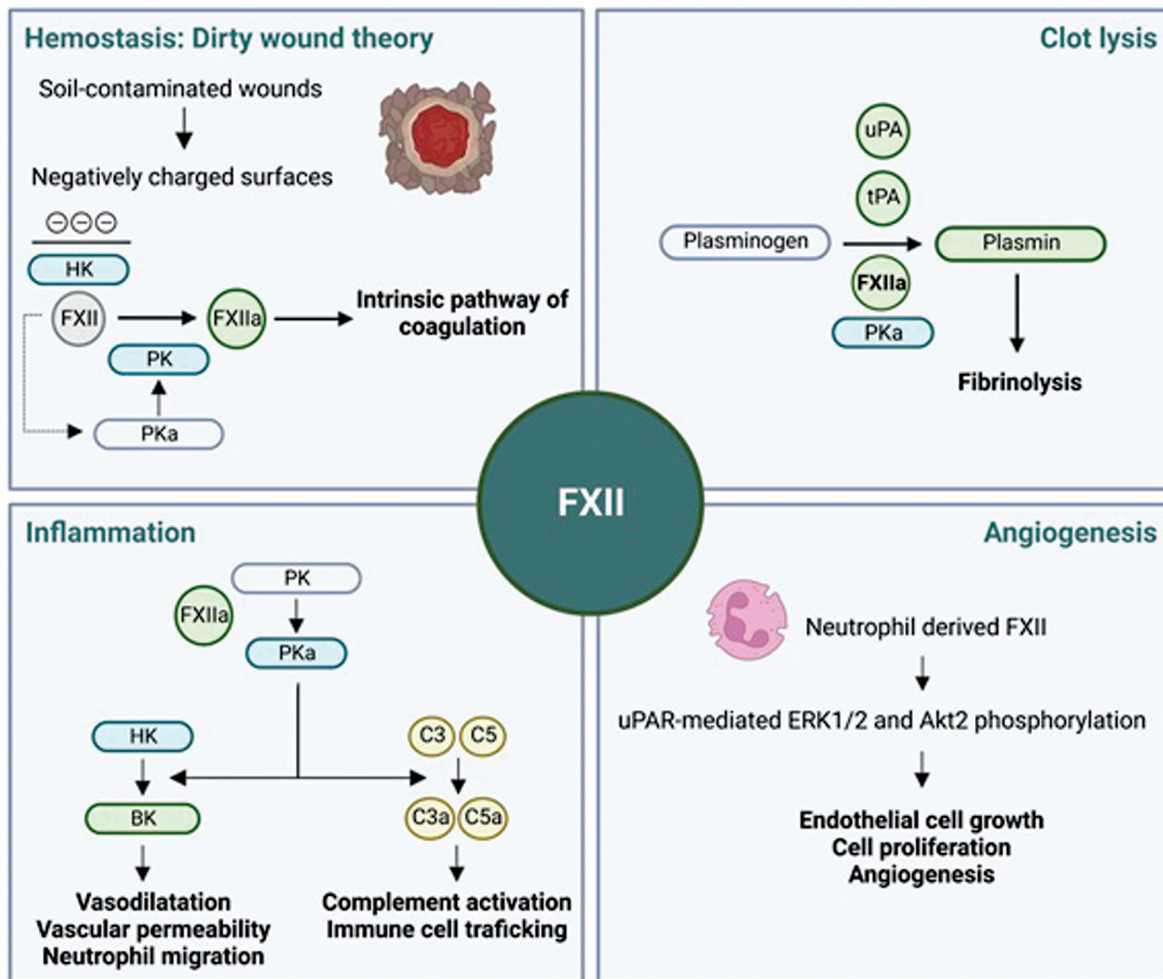 Hemostasis: Dirty wound theory
Soil-contaminated wounds
Negatively charged surfaces
HK
FXII
FXIIa
Intrinsic pathway of
coagulation
PK
PKa
Clot lysis
uPA
tPA
Plasminogen
Plasmin
FXIIa
PKa
Fibrinolysis
FXII
Inflammation
PK
FXIIa
PKa
HK
C3
C5
BK
C3a
C5a
Vasodilatation
Vascular permeability
Neutrophil migration
Complement activation
Immune cell traficking
Angiogenesis
Neutrophil derived FXII
uPAR-mediated ERK1/2 and Akt2 phosphorylation
Endothelial cell growth
Cell proliferation
Angiogenesis